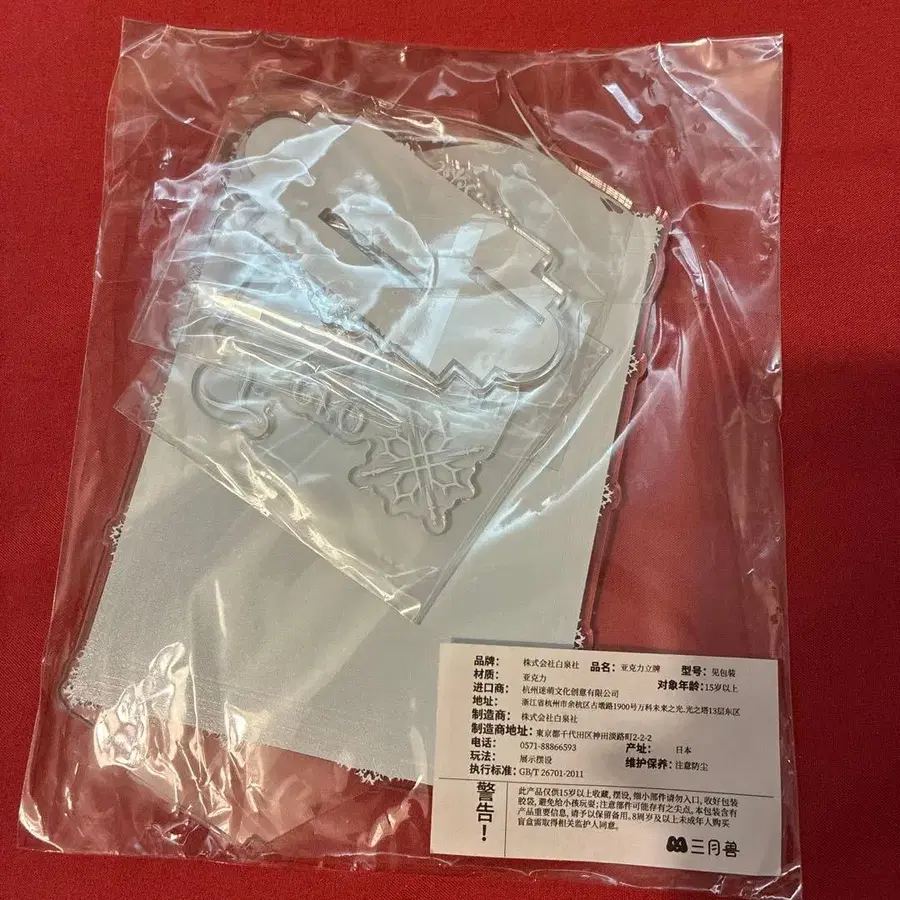 品牌: 株式会社白泉社 品名: 亚克力立牌 型号: 见包装
材质: 亚克力 对象年龄: 15岁以上
进口商: 杭州迷萌文化创意有限公司
地址: 浙江省杭州市余杭区古墩路1900号万科未来之光.光之塔13层东区
制造商: 株式会社白泉社
制造商地址: 東京都千代田区神田淡路町2-2-2
电话: 0571-88866593 产址: 日本
玩法: 展示摆设 维护保养: 注意防尘
执行标准: GB/T 26701-2011
警告!
此产品仅供15岁以上收藏, 摆设, 细小部件请勿入口, 收好包装
胶袋, 避免给小孩玩耍; 注意部件可能存有之尖点, 本包装含有
产品重要信息, 请予以保留备用。8周岁及以上未成年人购买
盲盒需取得相关监护人同意。
三月兽